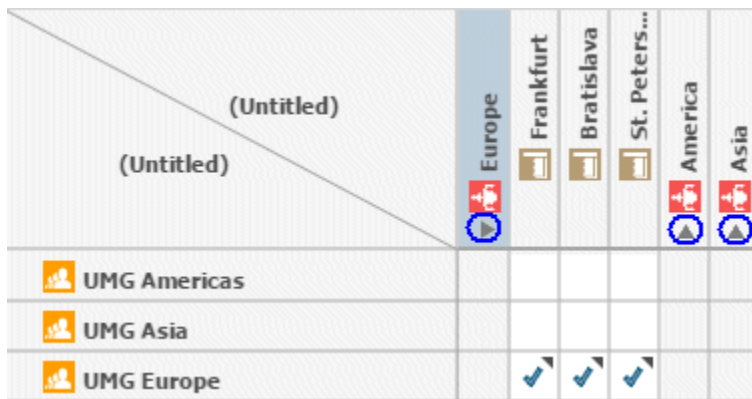 (Untitled)
(Untitled)
Europe
Frankfurt
Bratislava
St. Peters...
America
Asia
UMG Americas
UMG Asia
UMG Europe